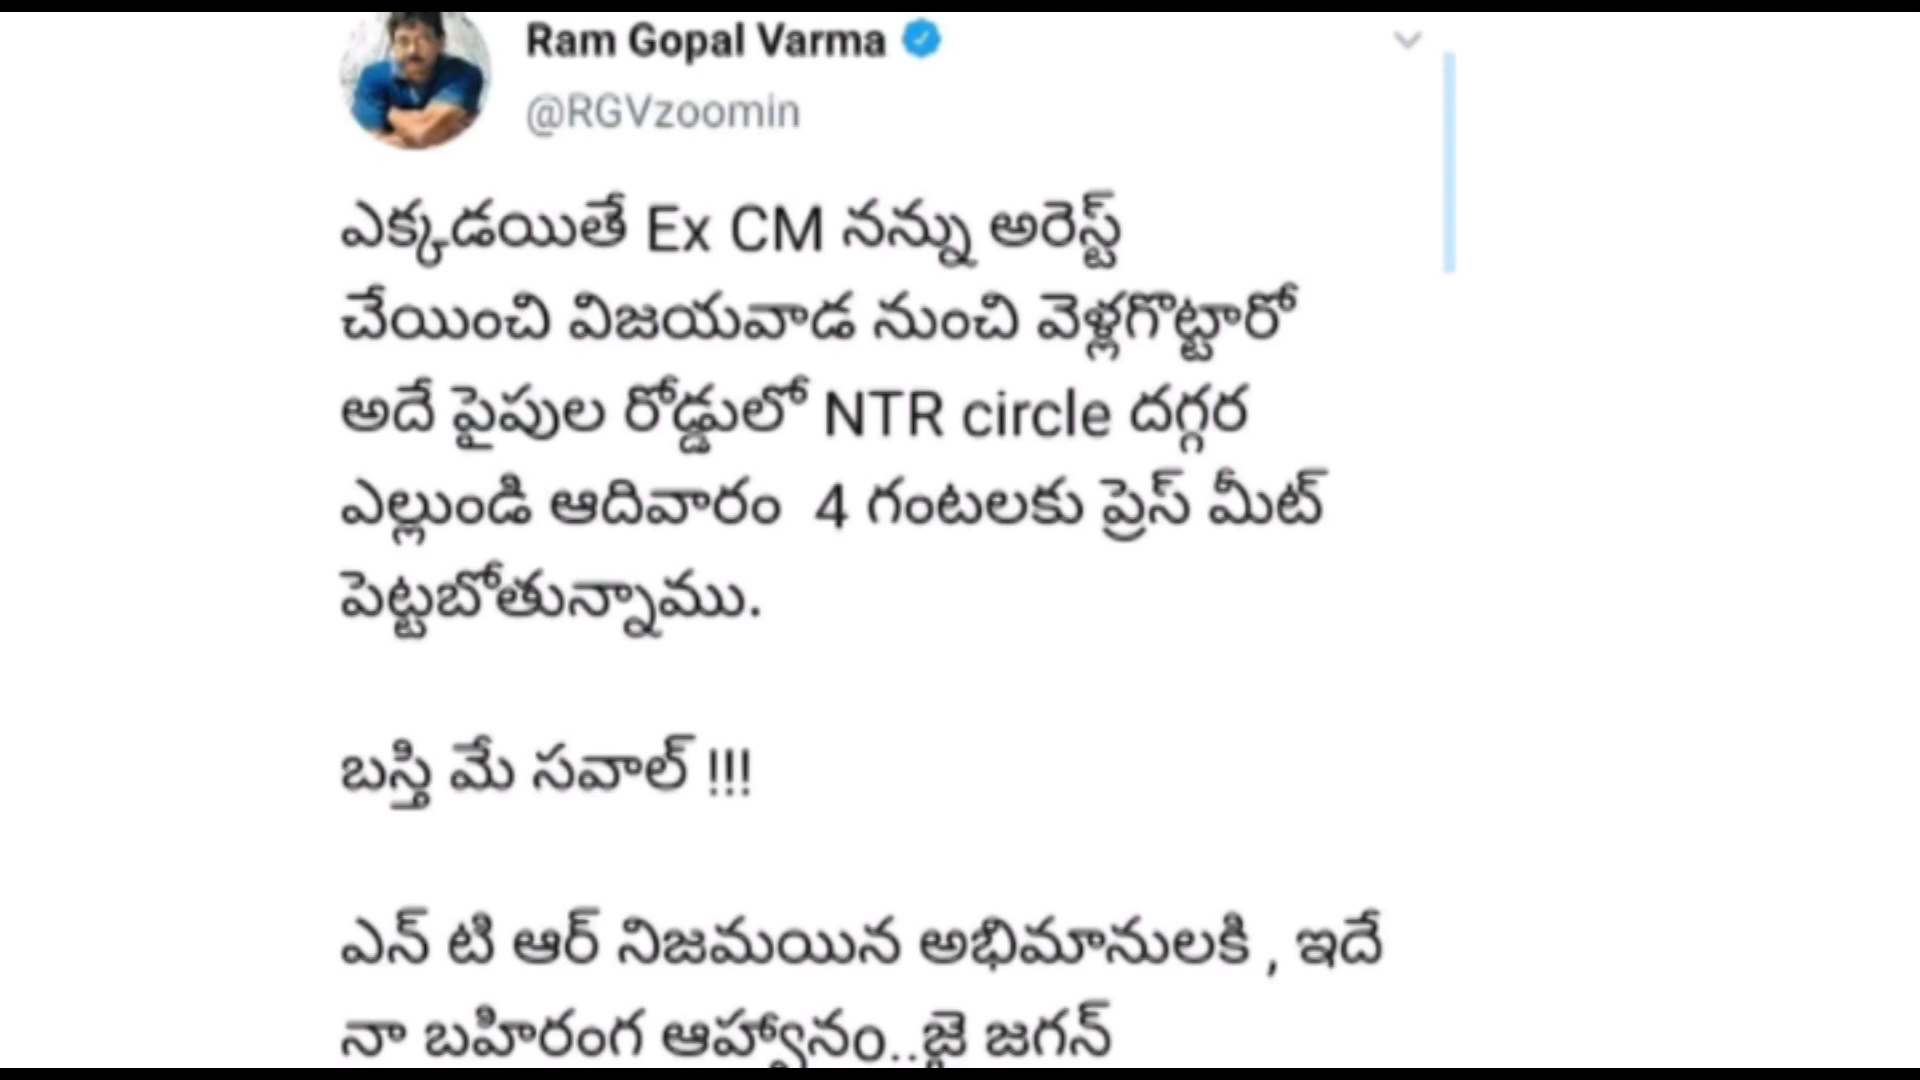 Ram Gopal Varma
@RGVzoomin
ఎక్కడయితే Ex CM నన్ను అరెస్ట్
చేయించి విజయవాడ నుంచి వెళ్లగొట్టారో
అదే పైపుల రోడ్డులో NTR circle దగ్గర
ఎల్లుండి ఆదివారం 4 గంటలకు ప్రెస్ మీట్
పెట్టబోతున్నాము.
బస్తి మే సవాల్ !!!
ఎన్ టి ఆర్ నిజమయిన అభిమానులకి , ఇదే
నా బహిరంగ ఆహ్వానం..జై జగన్